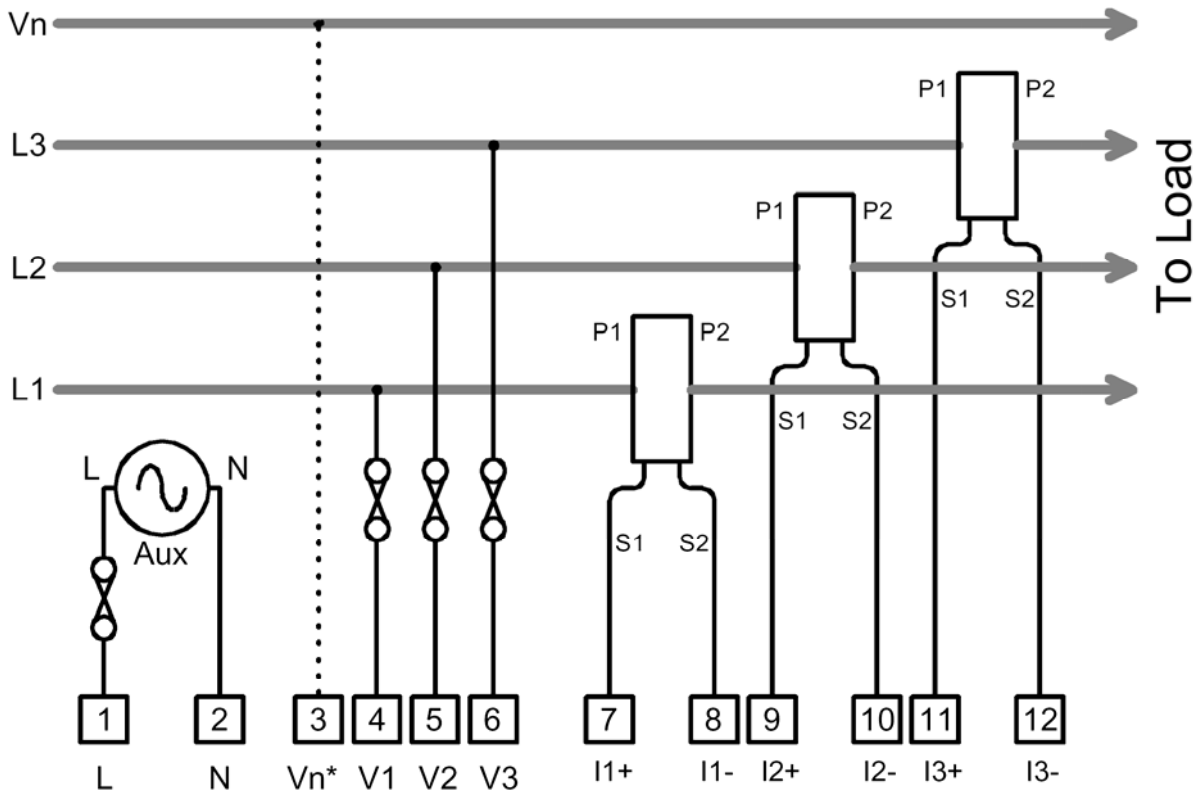 Vn
P1 P2
L3
P1 P2
L2
S1 S2
P1 P2
L1
S1 S2
L N
Aux
S1 S2
To Load
1 2 3 4 5 6 7 8 9 10 11 12
L N Vn* V1 V2 V3 I1+ I1- I2+ I2- I3+ I3-